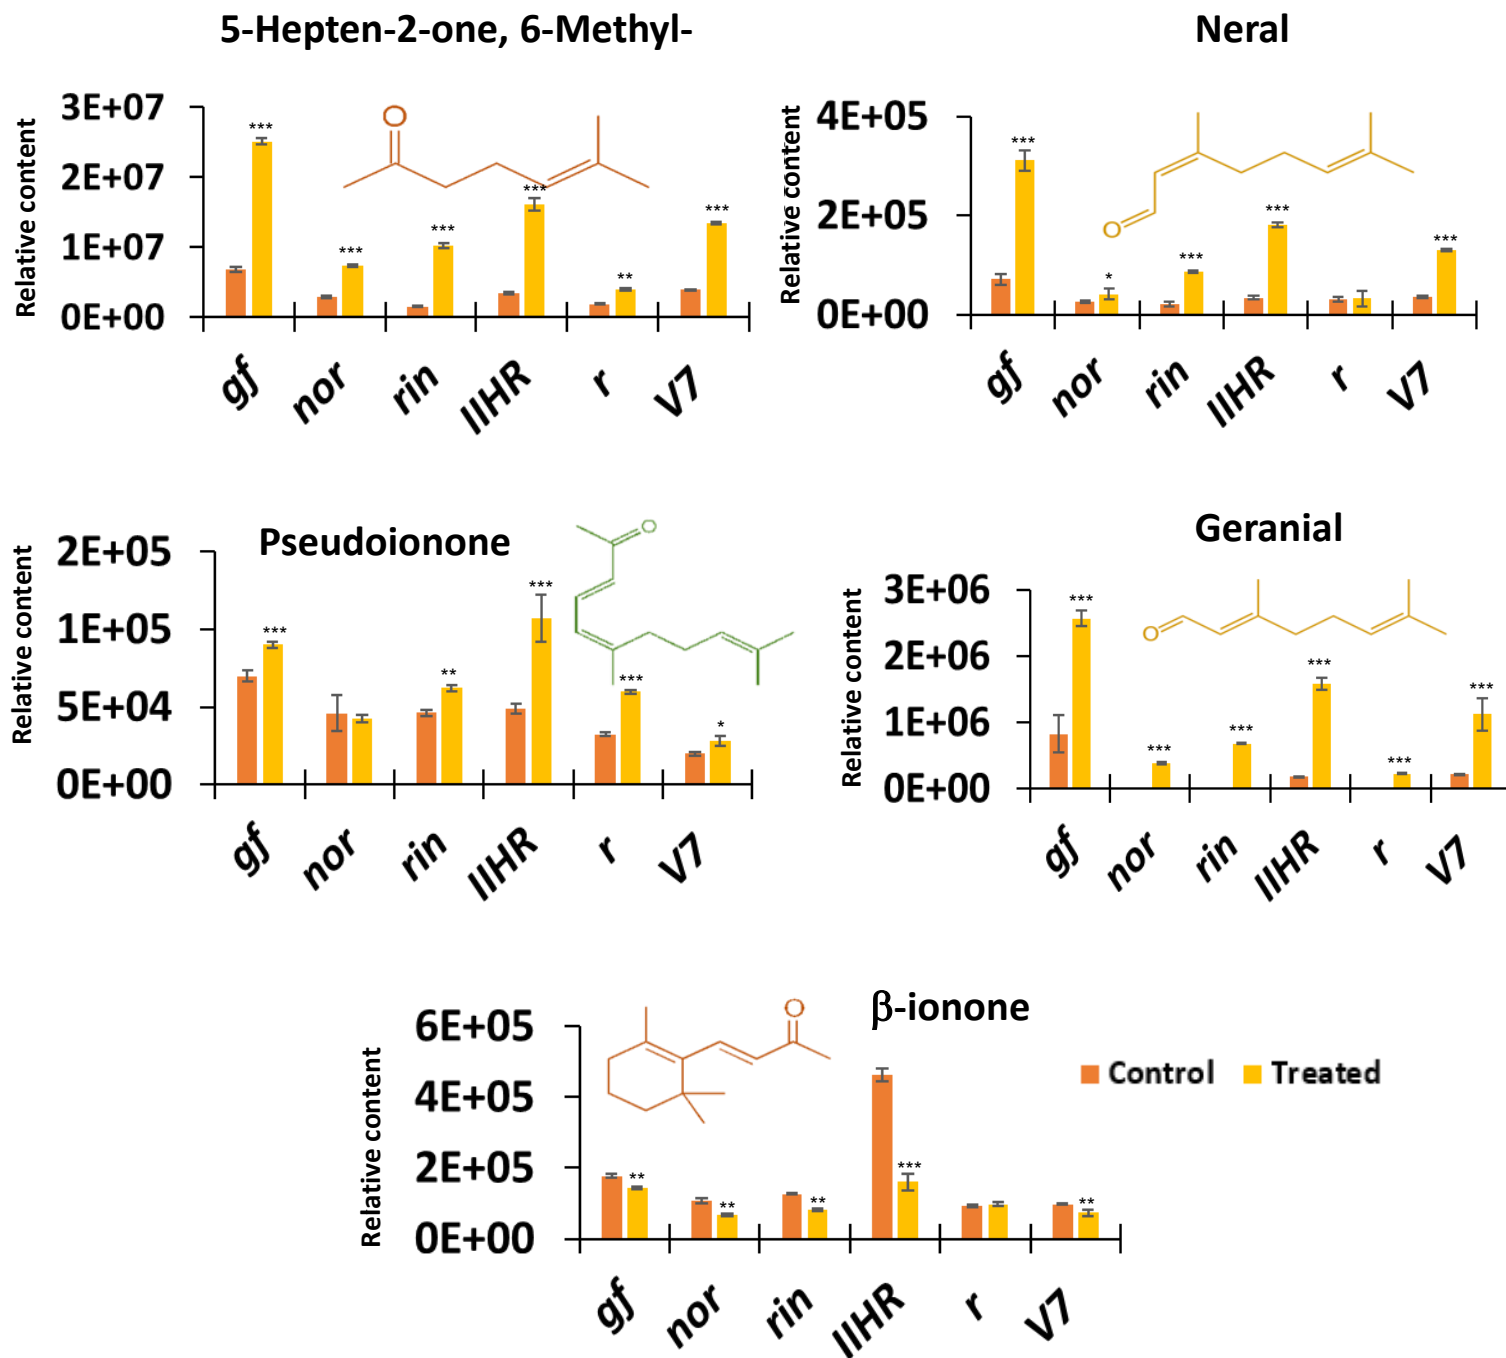 5-Hepten-2-one, 6-Methyl-
Relative content
3E+07
2E+07
1E+07
0E+00
O
***
***
***
***
**
***
gf
nor
rin
IIHR
r
V7
Neral
Relative content
4E+05
2E+05
0E+00
O
***
*
***
***
***
gf
nor
rin
IIHR
r
V7
Pseudoionone
Relative content
2E+05
1E+05
5E+04
0E+00
O
***
**
***
***
*
gf
nor
rin
IIHR
r
V7
Geranial
Relative content
3E+06
2E+06
1E+06
0E+00
O
***
***
***
***
***
***
gf
nor
rin
IIHR
r
V7
β-ionone
Relative content
6E+05
4E+05
2E+05
0E+00
O
**
**
**
***
**
gf
nor
rin
IIHR
r
V7
Control
Treated